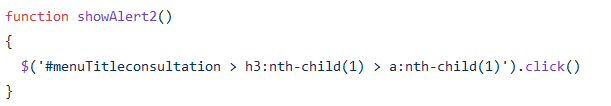 function showAlert2()
{
  $('#menuTitleconsultation > h3:nth-child(1) > a:nth-child(1)').click()
}